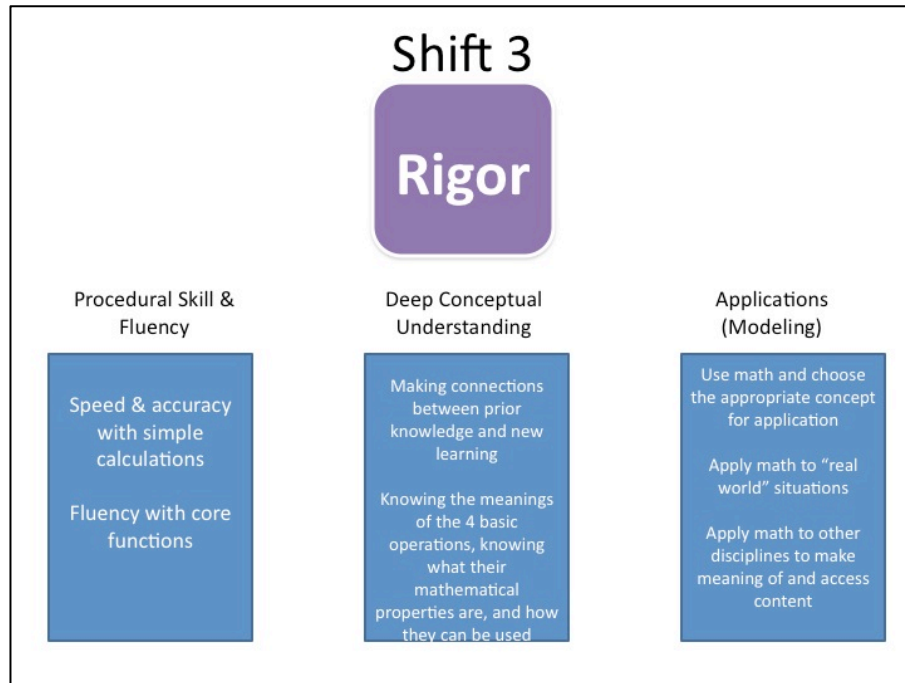 Shift 3
Rigor
Procedural Skill &
Fluency
Speed & accuracy
with simple
calculations
Fluency with core
functions
Deep Conceptual
Understanding
Making connections
between prior
knowledge and new
learning
Knowing the meanings
of the 4 basic
operations, knowing
what their
mathematical
properties are, and how
they can be used
Applications
(Modeling)
Use math and choose
the appropriate concept
for application
Apply math to “real
world” situations
Apply math to other
disciplines to make
meaning of and access
content